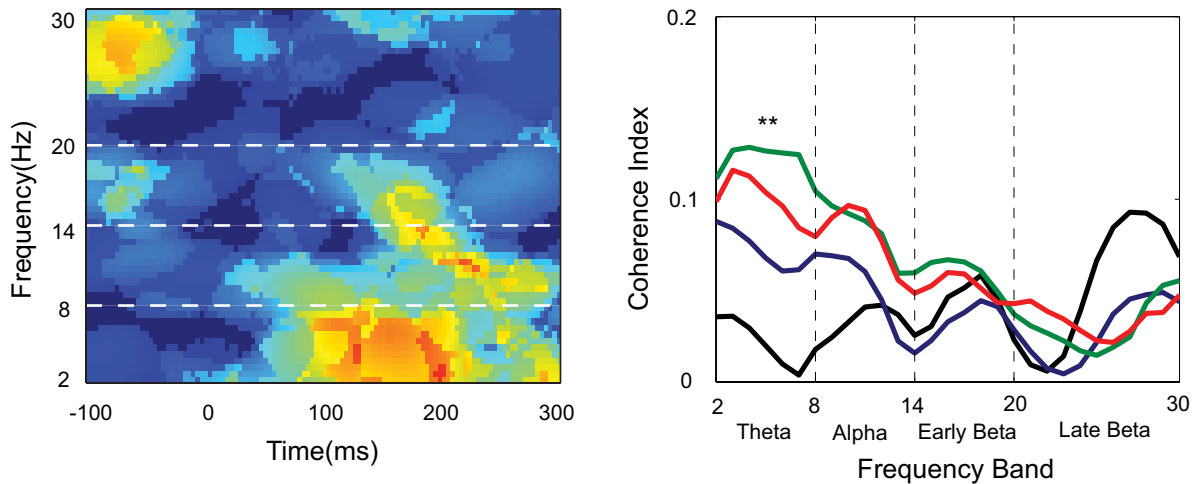 30
20
14
8
2
Frequency(Hz)
-100
0
100
200
300
Time(ms)
0.2
0.1
0
Coherence Index
**
2
8
14
20
30
Theta
Alpha
Early Beta
Late Beta
Frequency Band